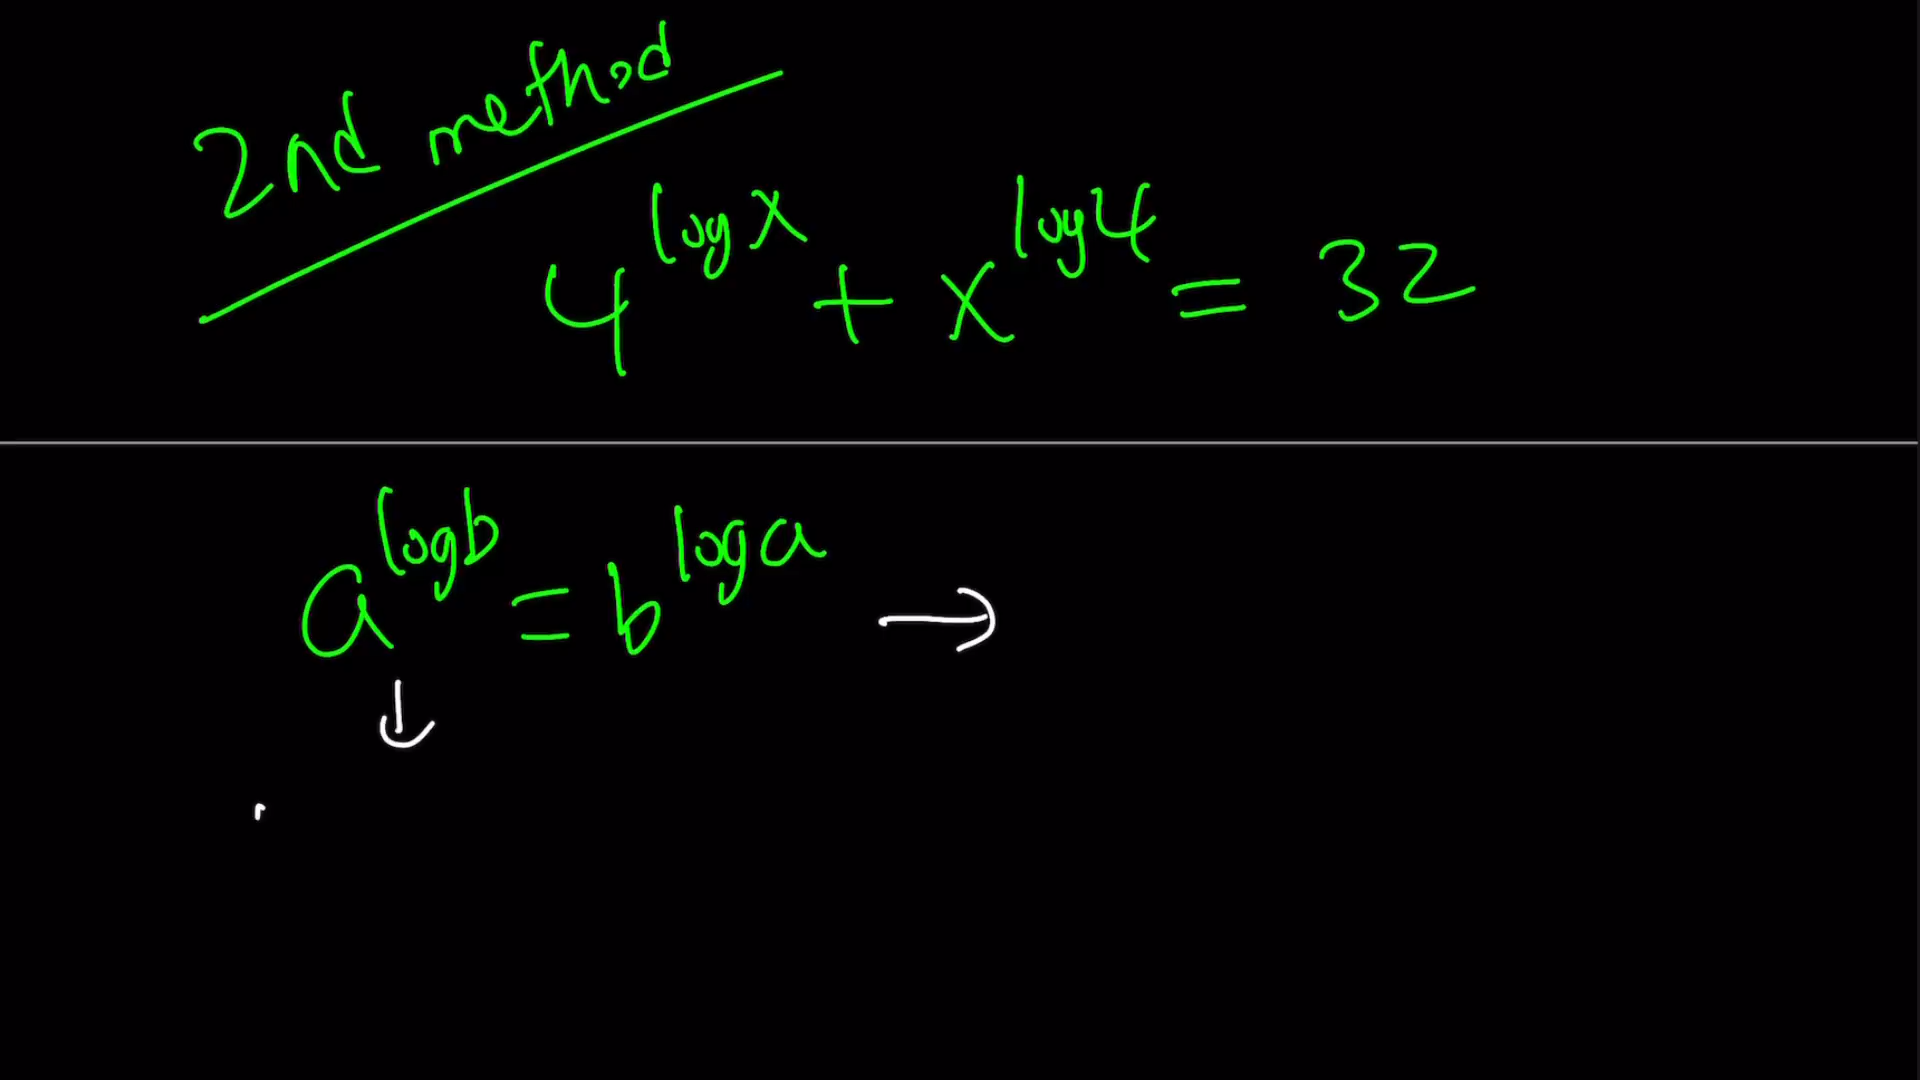 2nd method
4^{log x} + x^{log 4} = 32
a^{log b} = b^{log a} →
↓